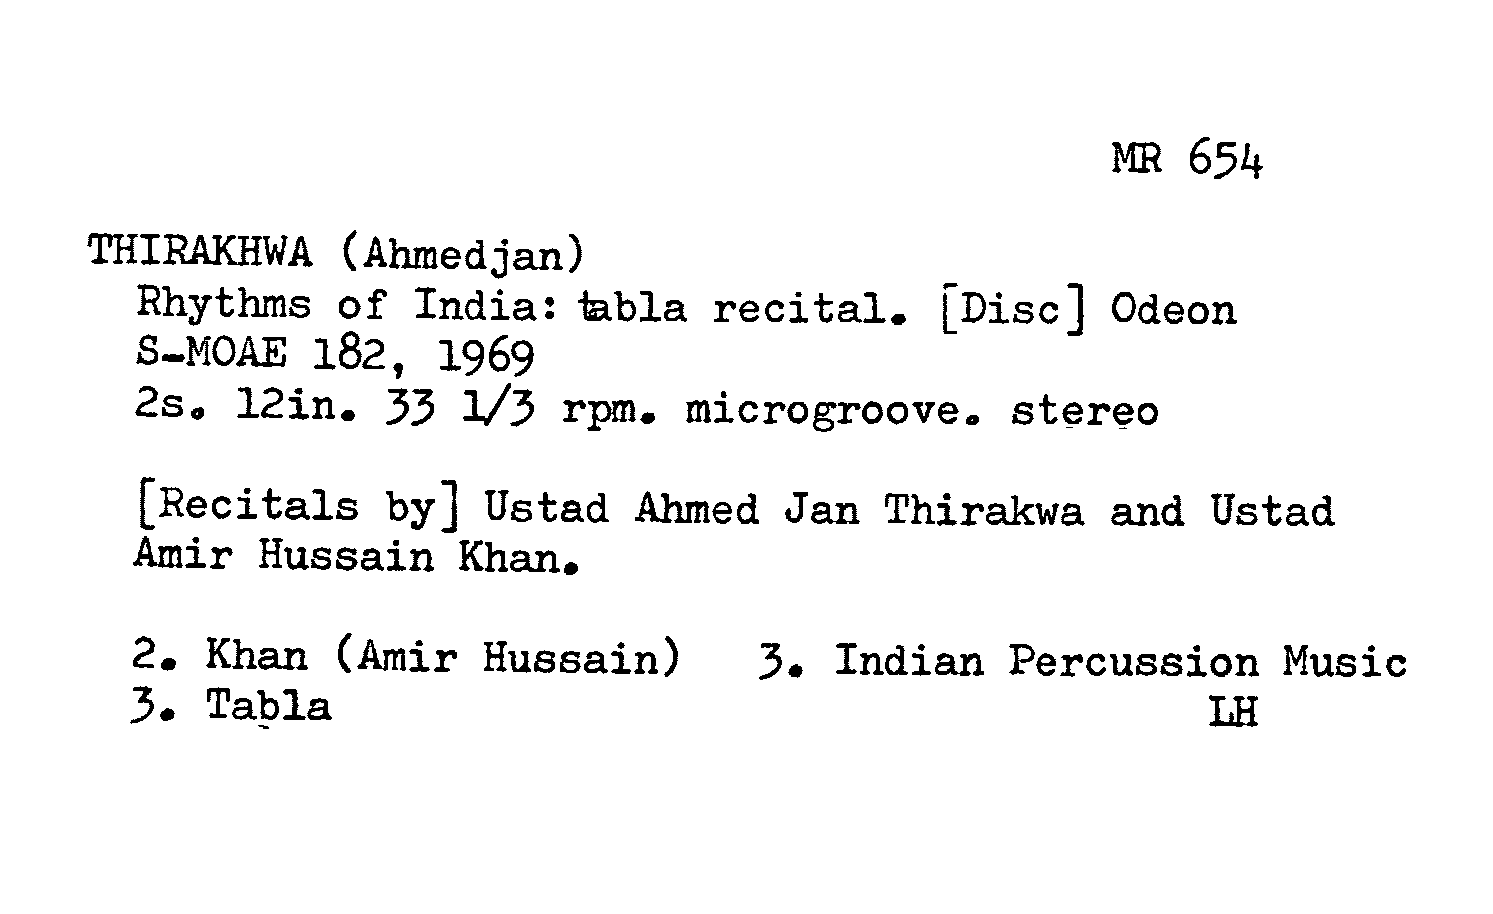 MR 654
THIRAKHWA (Ahmedjan)
Rhythms of India: tabla recital. [Disc] Odeon
S-MOAE 182, 1969
2s. 12in. 33 1/3 rpm. microgroove. stereo
[Recitals by] Ustad Ahmed Jan Thirakwa and Ustad
Amir Hussain Khan.
2. Khan (Amir Hussain) 3. Indian Percussion Music
3. Tabla LH